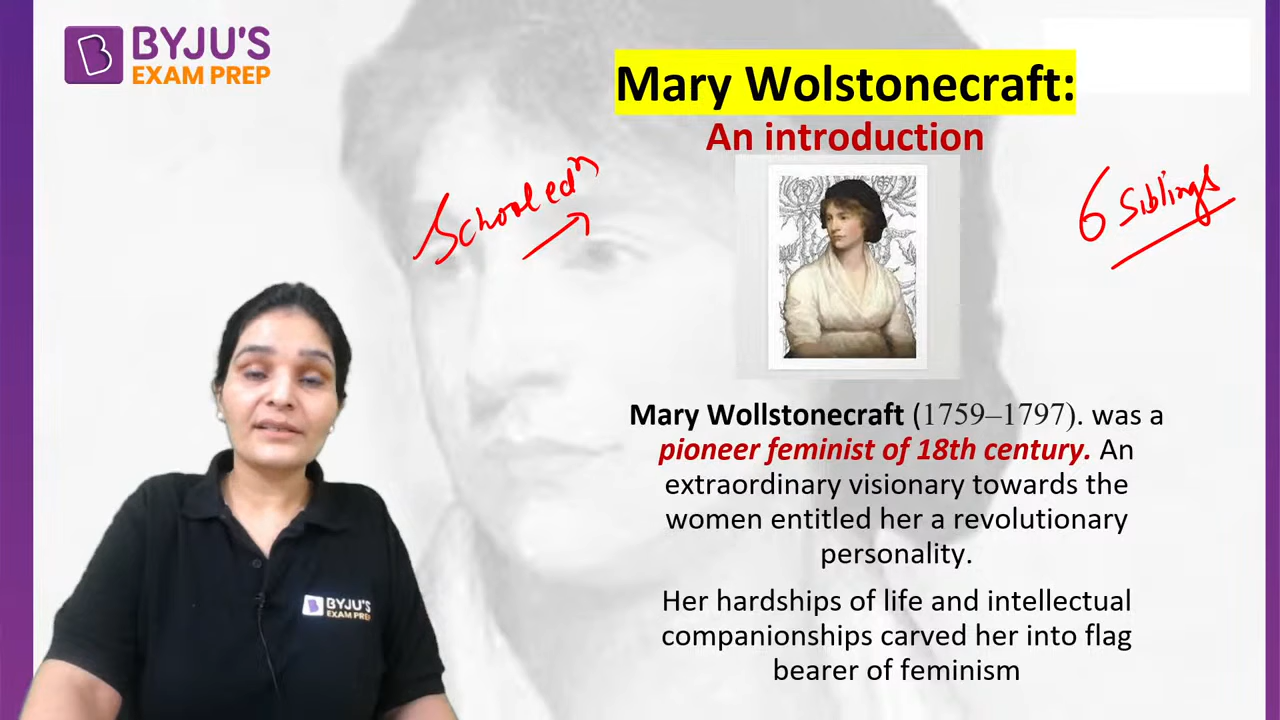 BYJU'S
EXAM PREP
Mary Wolstonecraft:
An introduction
School edn
6 Siblings
Mary Wollstonecraft (1759–1797). was a
pioneer feminist of 18th century. An
extraordinary visionary towards the
women entitled her a revolutionary
personality.
Her hardships of life and intellectual
companionships carved her into flag
bearer of feminism
BYJU'S
EXAM PREP